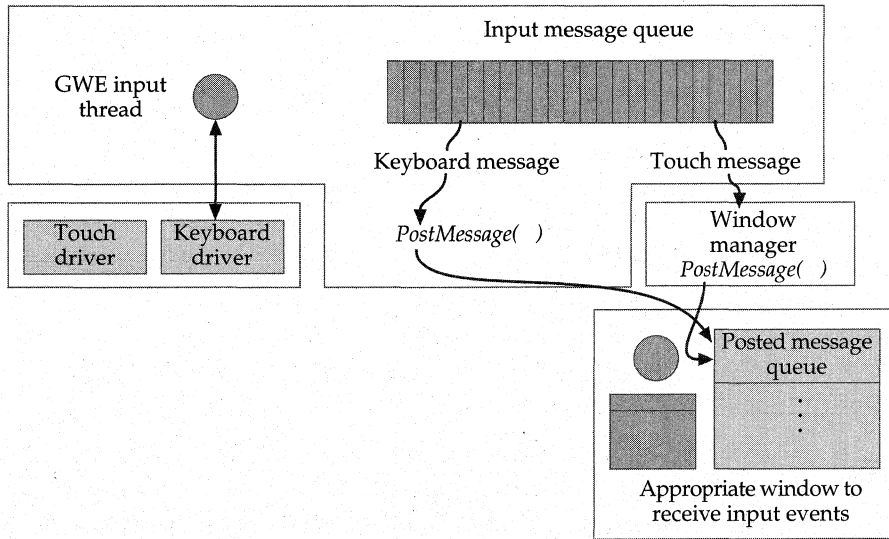 Input message queue
GWE input
thread
Keyboard message
Touch message
Touch
driver
Keyboard
driver
PostMessage( )
Window
manager
PostMessage( )
Posted message
queue
Appropriate window to
receive input events